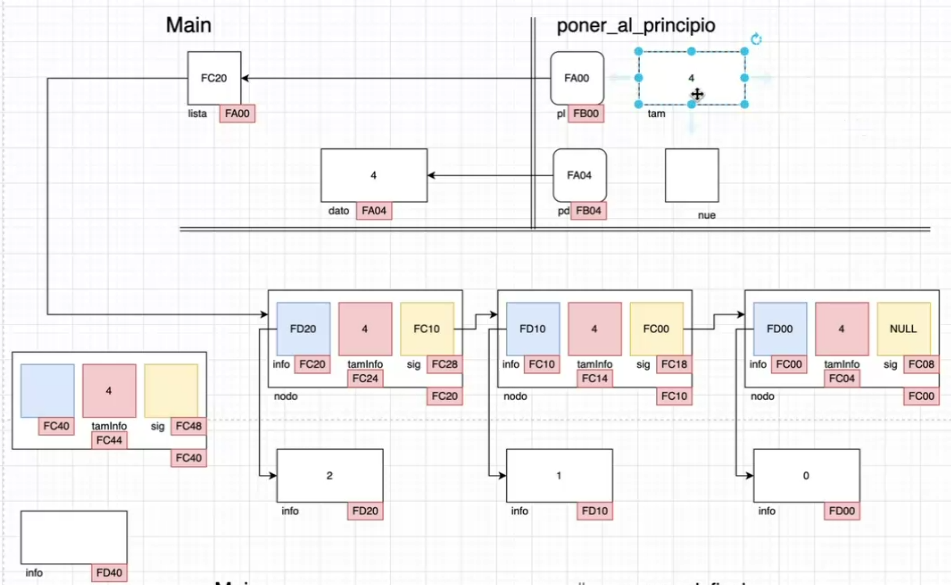 Main
poner_al_principio
FC20
FA00
4
lista
FA00
pl
FB00
tam
4
FA04
dato
FA04
pd
FB04
nue
FD20
4
FC10
info
FC20
tamInfo
sig
FC28
FC24
nodo
FC20
FD10
4
FC00
info
FC10
tamInfo
sig
FC18
FC14
nodo
FC10
FD00
4
NULL
info
FC00
tamInfo
sig
FC08
FC04
nodo
FC00
4
FC40
tamInfo
sig
FC48
FC44
FC40
2
info
FD20
1
info
FD10
0
info
FD00
info
FD40